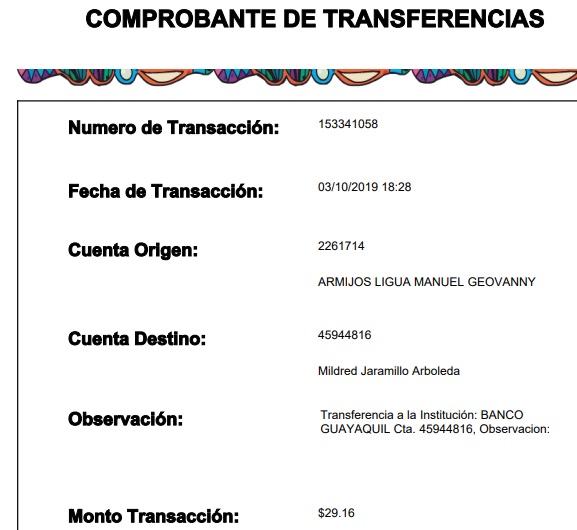 COMPROBANTE DE TRANSFERENCIAS
Numero de Transacción: 153341058
Fecha de Transacción: 03/10/2019 18:28
Cuenta Origen: 2261714
ARMIJOS LIGUA MANUEL GEOVANNY
Cuenta Destino: 45944816
Mildred Jaramillo Arboleda
Observación: Transferencia a la Institución: BANCO
GUAYAQUIL Cta. 45944816, Observacion:
Monto Transacción: $29.16